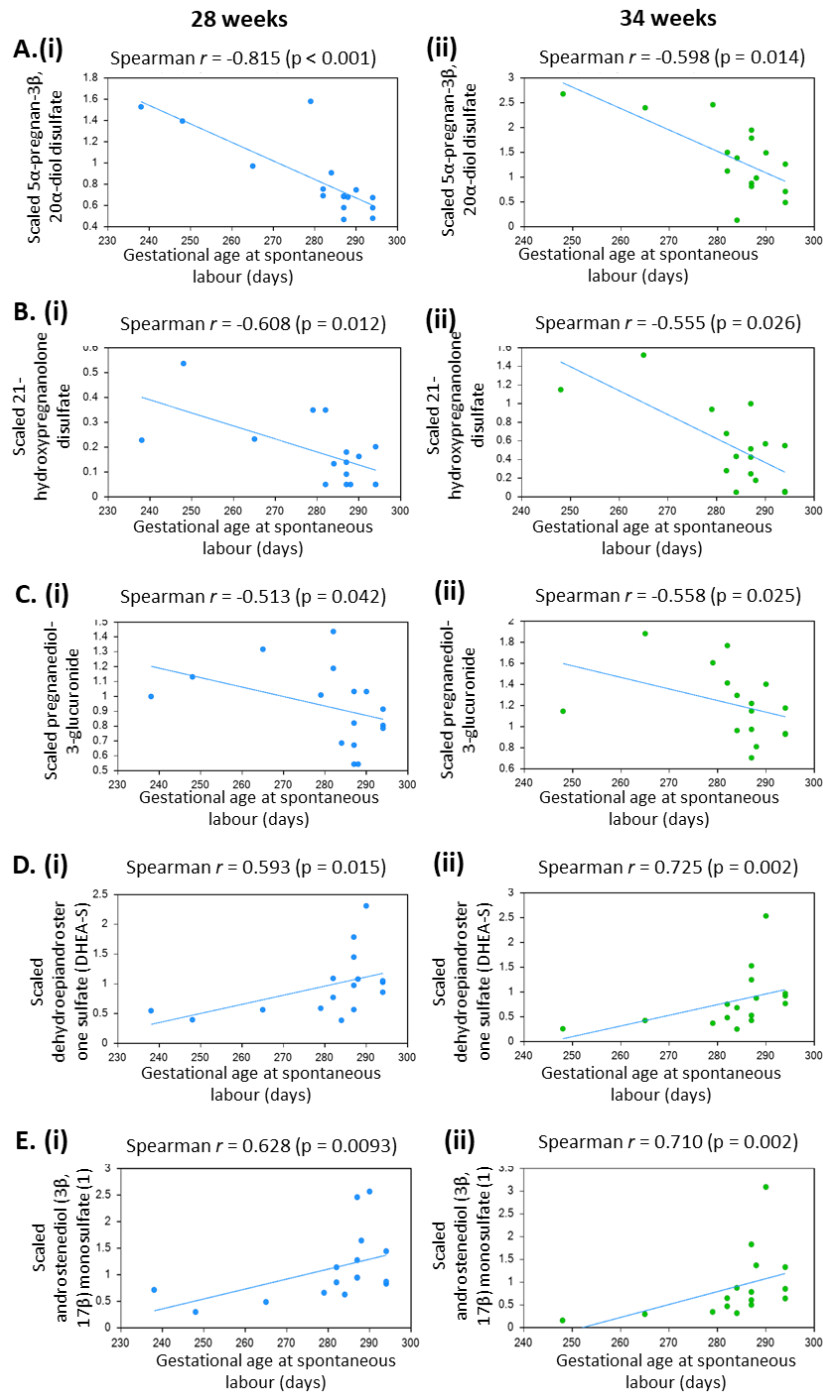 28 weeks
34 weeks
A.(i)
Spearman r = -0.815 (p < 0.001)
Scaled 5α-pregnan-3β,
20α-diol disulfate
1.8
1.6
1.4
1.2
1
0.8
0.6
0.4
230 240 250 260 270 280 290 300
Gestational age at spontaneous
labour (days)
(ii)
Spearman r = -0.598 (p = 0.014)
Scaled 5α-pregnan-3β,
20α-diol disulfate
3
2.5
2
1.5
1
0.5
0
240 250 260 270 280 290 300
Gestational age at spontaneous
labour (days)
B. (i)
Spearman r = -0.608 (p = 0.012)
Scaled 21-
hydroxypregnanolone
disulfate
0.6
0.5
0.4
0.3
0.2
0.1
0
230 240 250 260 270 280 290 300
Gestational age at spontaneous
labour (days)
(ii)
Spearman r = -0.555 (p = 0.026)
Scaled 21-
hydroxypregnanolone
disulfate
1.6
1.4
1.2
1
0.8
0.6
0.4
0.2
0
240 250 260 270 280 290 300
Gestational age at spontaneous
labour (days)
C. (i)
Spearman r = -0.513 (p = 0.042)
Scaled pregnanediol-
3-glucuronide
1.5
1.4
1.3
1.2
1.1
1
0.9
0.8
0.7
0.6
0.5
230 240 250 260 270 280 290 300
Gestational age at spontaneous
labour (days)
(ii)
Spearman r = -0.558 (p = 0.025)
Scaled pregnanediol-
3-glucuronide
2
1.8
1.6
1.4
1.2
1
0.8
0.6
240 250 260 270 280 290 300
Gestational age at spontaneous
labour (days)
D. (i)
Spearman r = 0.593 (p = 0.015)
Scaled
dehydroepiandroster
one sulfate (DHEA-S)
2.5
2
1.5
1
0.5
0
230 240 250 260 270 280 290 300
Gestational age at spontaneous
labour (days)
(ii)
Spearman r = 0.725 (p = 0.002)
Scaled
dehydroepiandroster
one sulfate (DHEA-S)
3
2.5
2
1.5
1
0.5
0
240 250 260 270 280 290 300
Gestational age at spontaneous
labour (days)
E. (i)
Spearman r = 0.628 (p = 0.0093)
Scaled
androstenediol (3β,
17β) monosulfate (1)
3
2.5
2
1.5
1
0.5
0
230 240 250 260 270 280 290 300
Gestational age at spontaneous
labour (days)
(ii)
Spearman r = 0.710 (p = 0.002)
Scaled
androstenediol (3β,
17β) monosulfate (1)
3.5
3
2.5
2
1.5
1
0.5
0
240 250 260 270 280 290 300
Gestational age at spontaneous
labour (days)